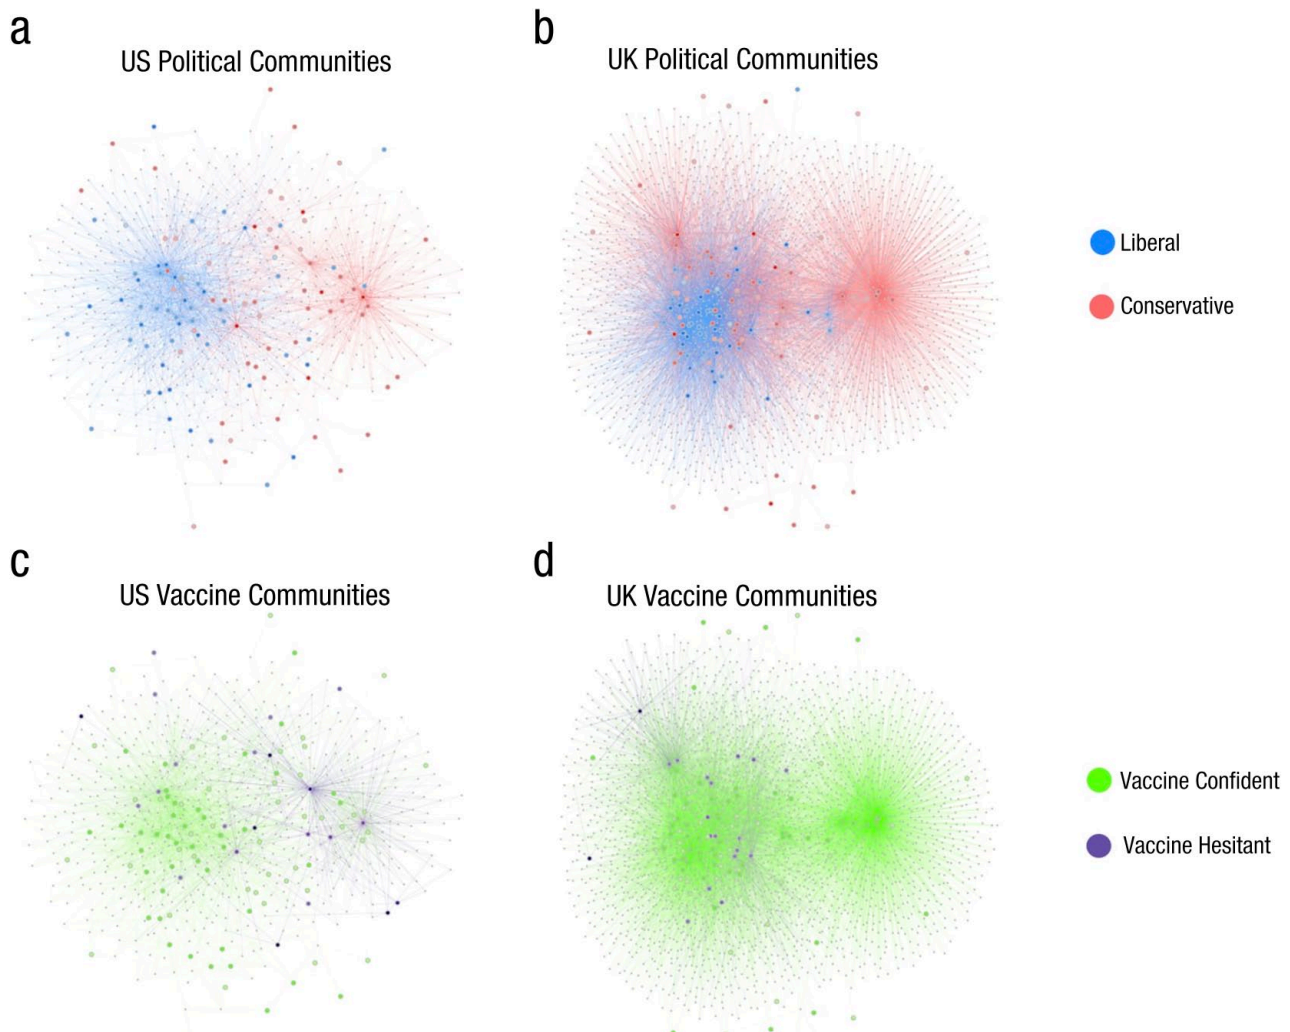 a
US Political Communities
b
UK Political Communities
Liberal
Conservative
c
US Vaccine Communities
d
UK Vaccine Communities
Vaccine Confident
Vaccine Hesitant